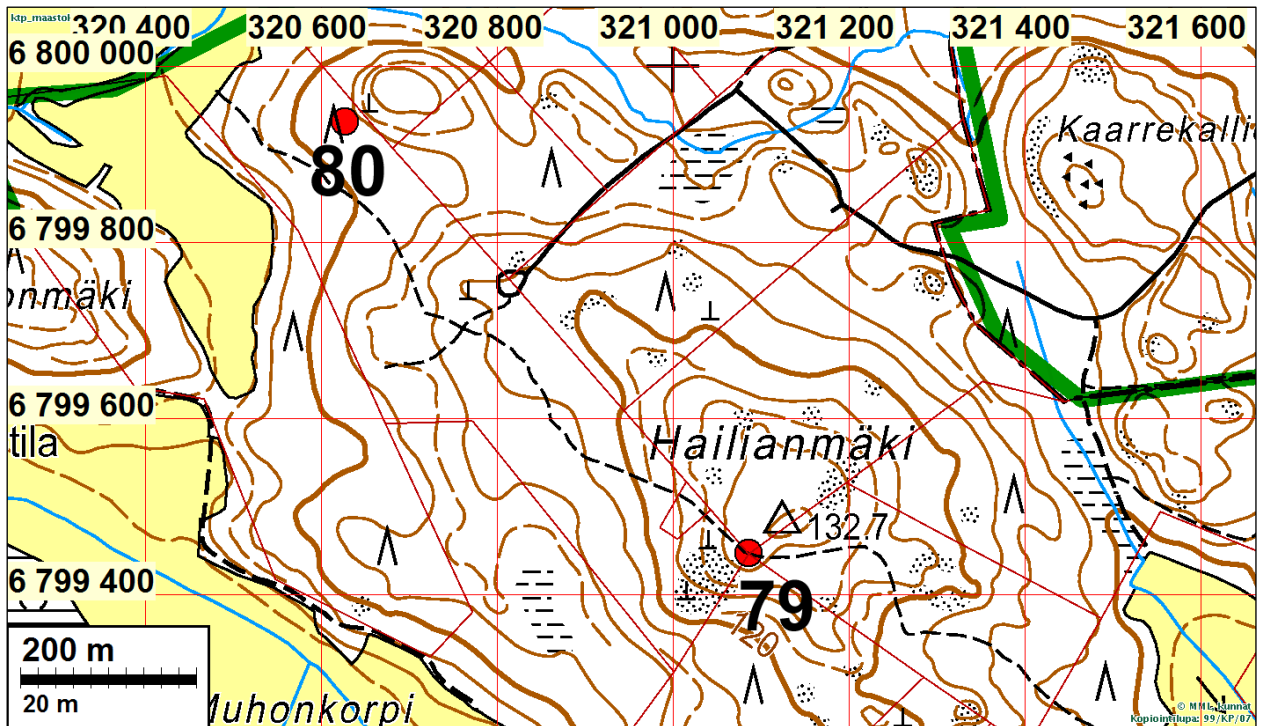 ktp_maastol
320 400 320 600 320 800 321 000 321 200 321 400 321 600
6 800 000
Kaarrekalli
80
6 799 800
onmäki
6 799 600
tila
Hailianmäki
132.7
6 799 400
79
120
200 m
20 m
Muhonkorpi
© MML, kunnat
Kopiointilupa: 99/KP/07